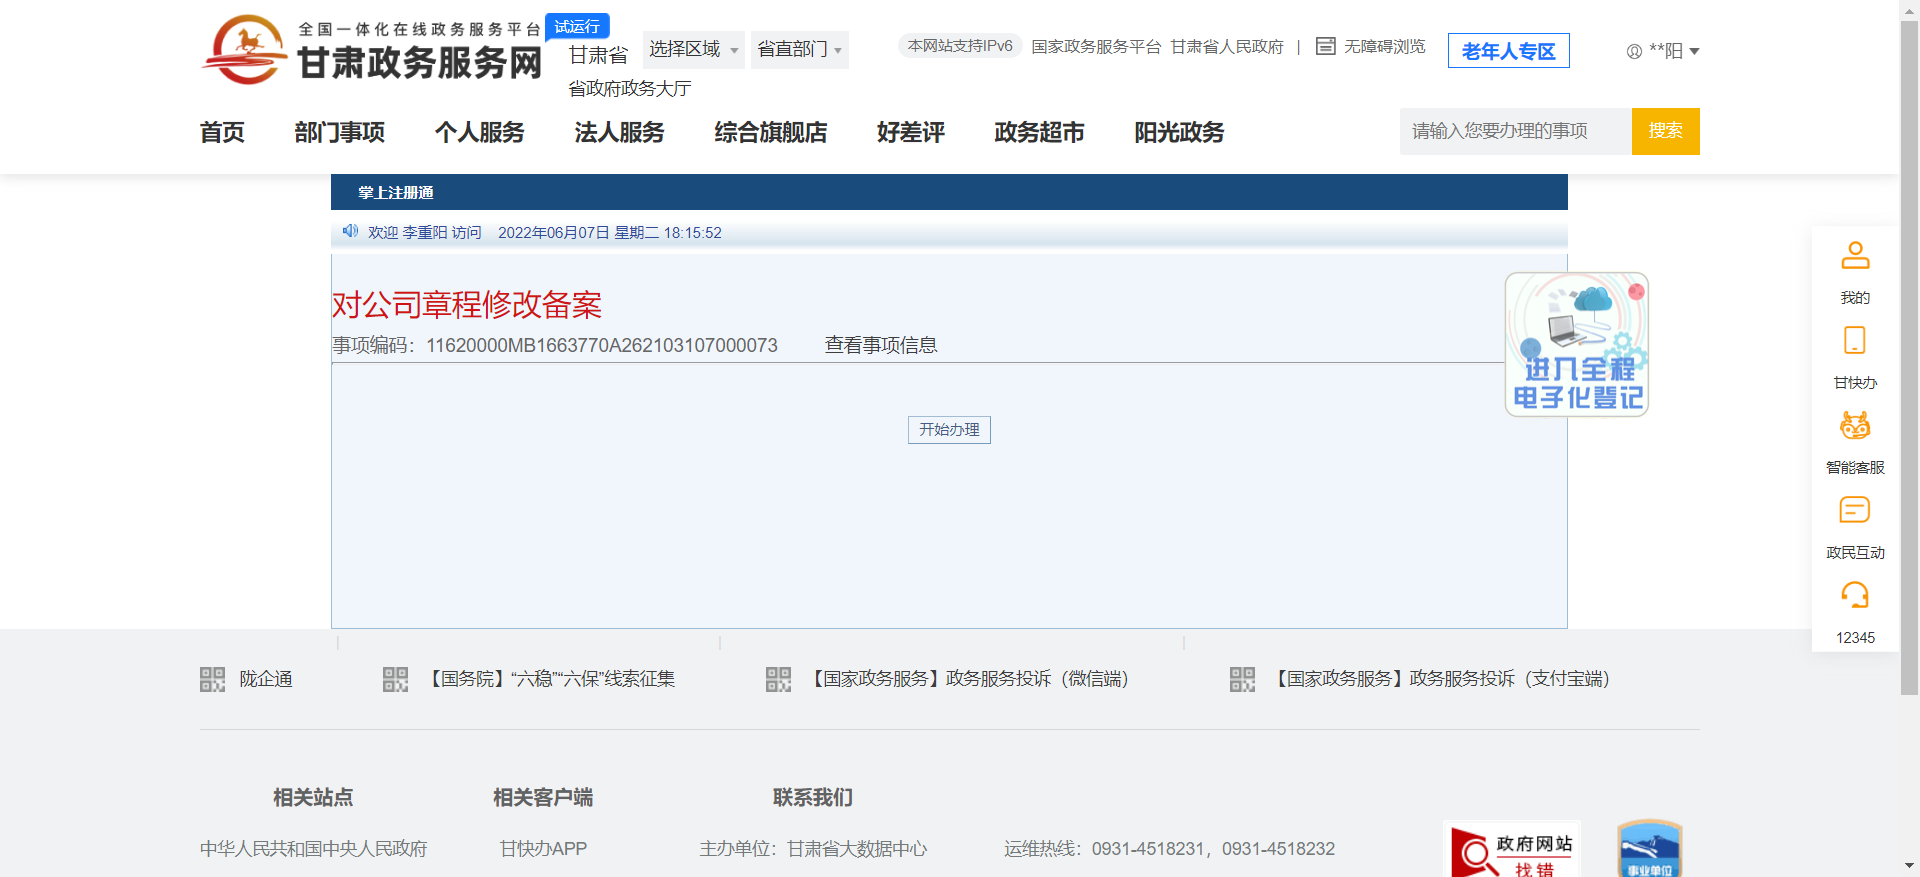 全国一体化在线政务服务平台
甘肃政务服务网
试运行
甘肃省
选择区域
省直部门
省政府政务大厅
本网站支持IPv6 国家政务服务平台 甘肃省人民政府 | 无障碍浏览
老年人专区
**阳
首页 部门事项 个人服务 法人服务 综合旗舰店 好差评 政务超市 阳光政务
请输入您要办理的事项 搜索
掌上注册通
欢迎 李重阳 访问 2022年06月07日 星期二 18:15:52
对公司章程修改备案
事项编码：11620000MB1663770A262103107000073 查看事项信息
进入全程
电子化登记
开始办理
我的
甘快办
智能客服
政民互动
12345
陇企通 【国务院】“六稳”“六保”线索征集 【国家政务服务】政务服务投诉（微信端） 【国家政务服务】政务服务投诉（支付宝端）
相关站点 相关客户端 联系我们
中华人民共和国中央人民政府 甘快办APP 主办单位：甘肃省大数据中心 运维热线：0931-4518231，0931-4518232
政府网站
找错
事业单位